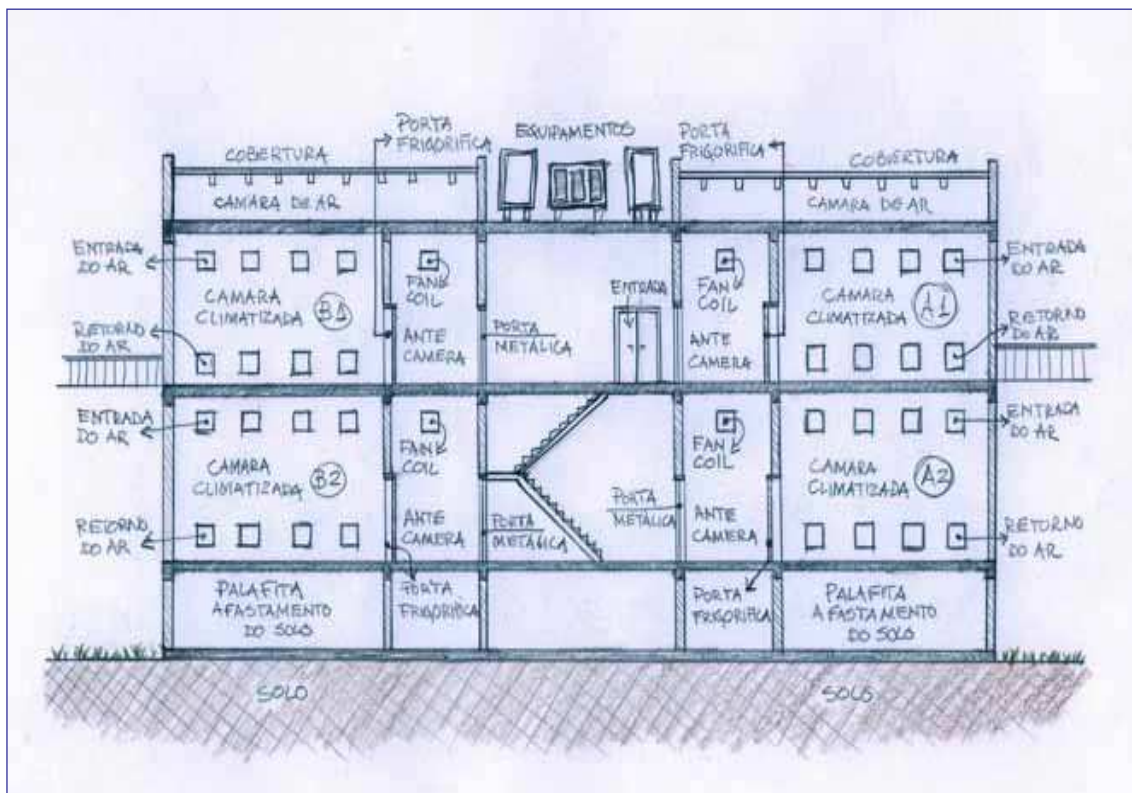 PORTA
FRIGORIFICA
EQUIPAMENTOS
PORTA
FRIGORIFICA
COBERTURA
COBERTURA
CAMARA DE AR
CAMARA DE AR
ENTRADA
DO AR
FAN
COIL
ENTRADA
FAN
COIL
ENTRADA
DO AR
CAMARA
CLIMATIZADA B1
CAMARA
CLIMATIZADA A1
RETORNO
DO AR
ANTE
CAMERA
PORTA
METÁLICA
ANTE
CAMERA
RETORNO
DO AR
ENTRADA
DO AR
FAN
COIL
FAN
COIL
ENTRADA
DO AR
CAMARA
CLIMATIZADA B2
CAMARA
CLIMATIZADA A2
RETORNO
DO AR
ANTE
CAMERA
PORTA
METÁLICA
PORTA
METÁLICA
ANTE
CAMERA
RETORNO
DO AR
PALAFITA
AFASTAMENTO
DO SOLO
PORTA
FRIGORIFICA
PORTA
FRIGORIFICA
PALAFITA
AFASTAMENTO
DO SOLO
SOLO
SOLO